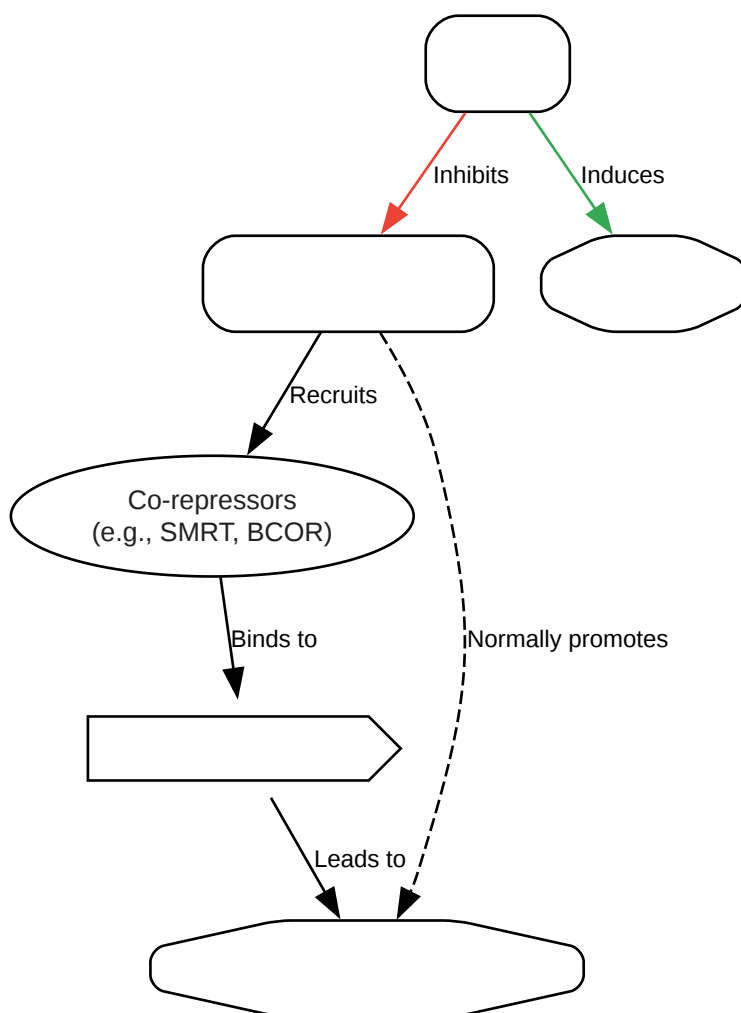 Inhibits
Induces
Recruits
Co-repressors
(e.g., SMRT, BCOR)
Binds to
Normally promotes
Leads to